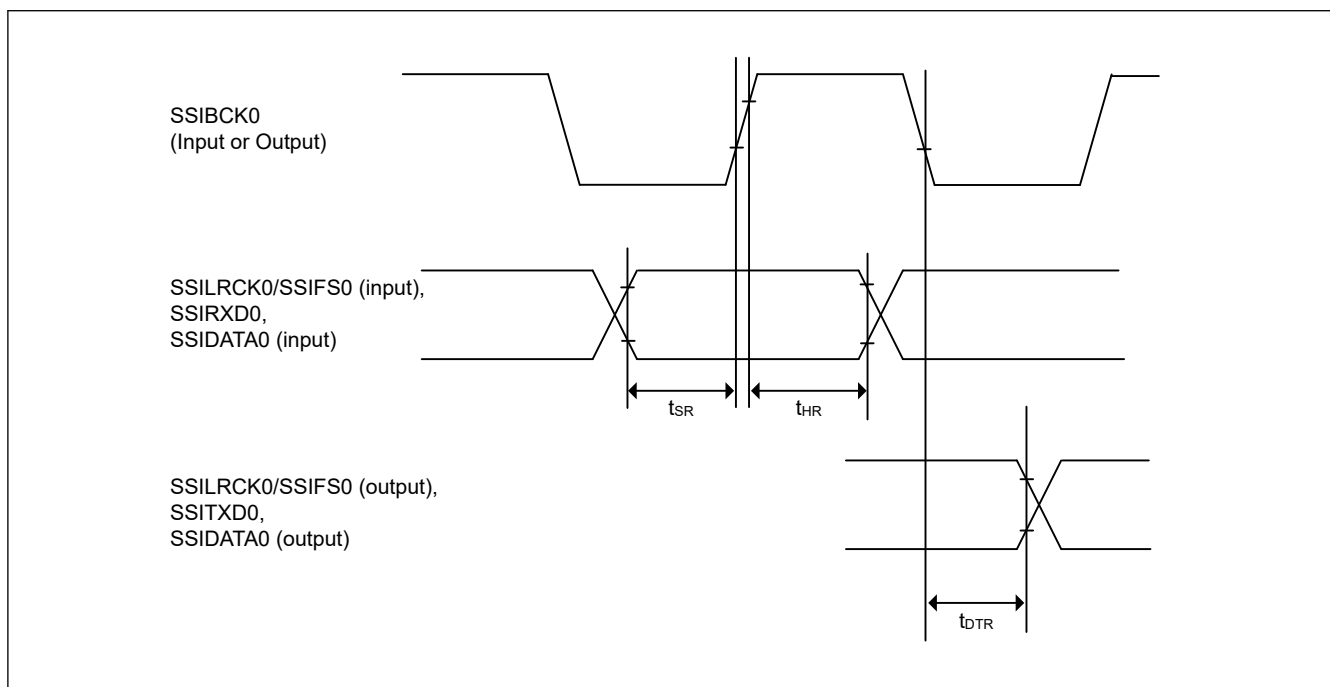 SSIBCK0
(Input or Output)
SSILRCK0/SSIFS0 (input),
SSIRXD0,
SSIDATA0 (input)
tSR
tHR
SSILRCK0/SSIFS0 (output),
SSITXD0,
SSIDATA0 (output)
tDTR